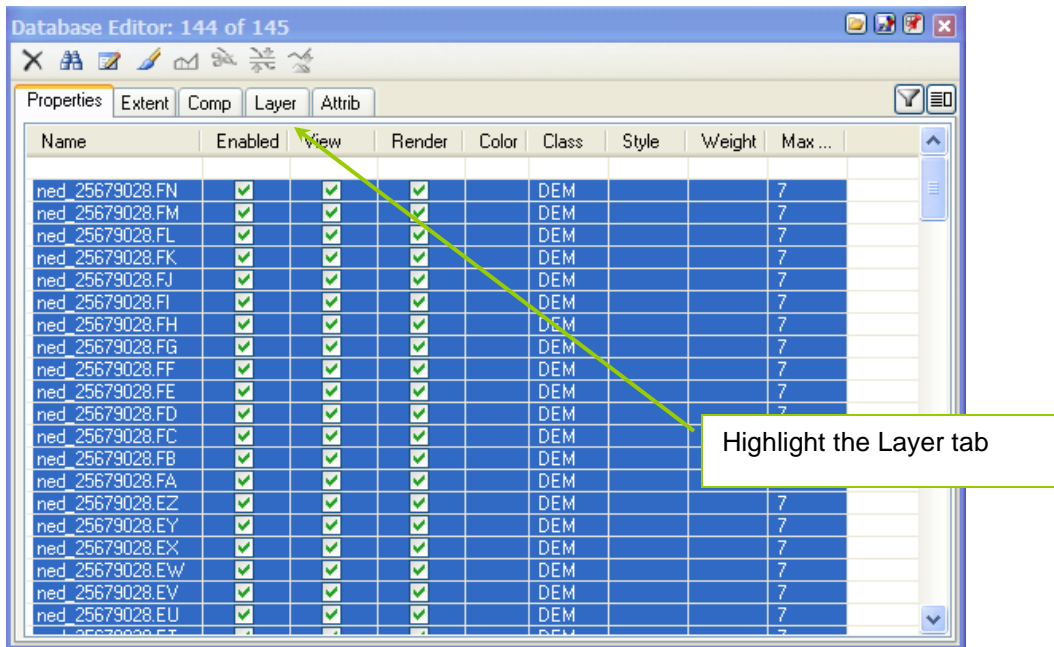 Database Editor: 144 of 145
Properties Extent Comp Layer Attrib
Name Enabled View Render Color Class Style Weight Max ...
ned_25679028.FN DEM 7
ned_25679028.FM DEM 7
ned_25679028.FL DEM 7
ned_25679028.FK DEM 7
ned_25679028.FJ DEM 7
ned_25679028.FI DEM 7
ned_25679028.FH DEM 7
ned_25679028.FG DEM 7
ned_25679028.FF DEM 7
ned_25679028.FE DEM 7
ned_25679028.FD DEM 7
ned_25679028.FC DEM
Highlight the Layer tab
ned_25679028.FB DEM
ned_25679028.FA DEM
ned_25679028.EZ DEM 7
ned_25679028.EY DEM 7
ned_25679028.EX DEM 7
ned_25679028.EW DEM 7
ned_25679028.EV DEM 7
ned_25679028.EU DEM 7